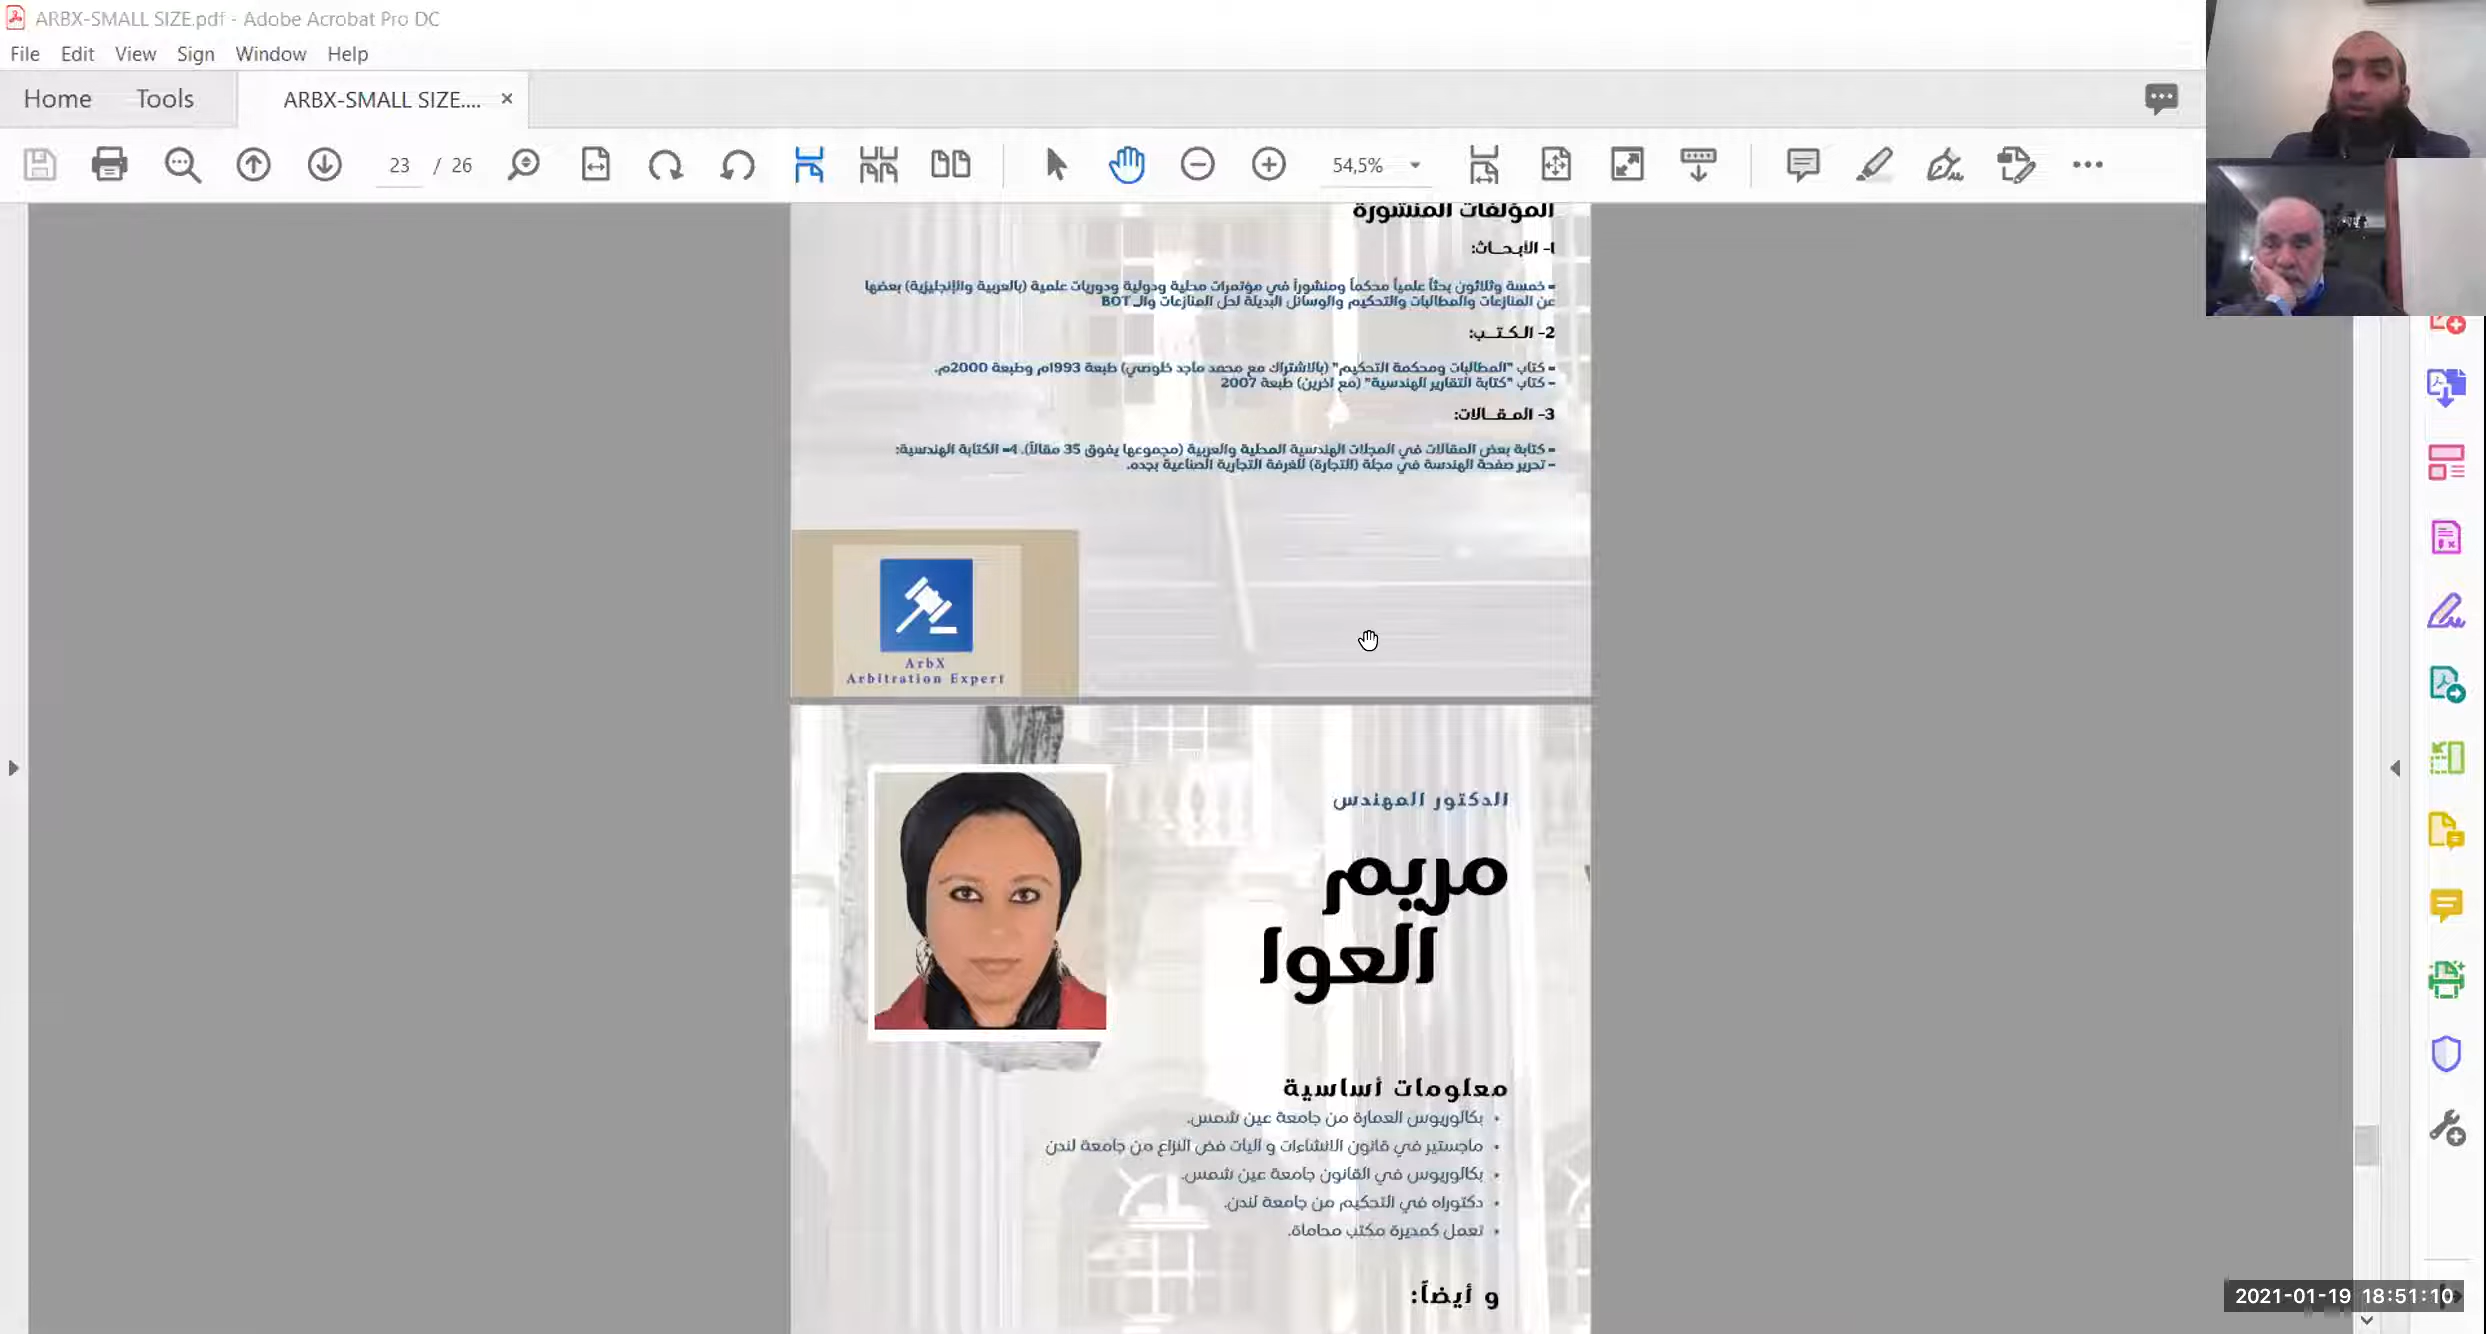 ARBX-SMALL SIZE.pdf - Adobe Acrobat Pro DC
File Edit View Sign Window Help
Home Tools ARBX-SMALL SIZE.... ×
23 / 26 54,5%
المؤلفات المنشورة
1- الأبـحــاث:
- خمسة وثلاثون بحثاً علمياً محكماً ومنشوراً في مؤتمرات محلية ودولية ودوريات علمية (بالعربية والإنجليزية) بعضها
عن المنازعات والمطالبات والتحكيم والوسائل البديلة لحل المنازعات والـ BOT
2- الـكـتــب:
- كتاب "المطالبات ومحكمة التحكيم" (بالاشتراك مع محمد ماجد خلوصي) طبعة 1993م وطبعة 2000م.
- كتاب "كتابة التقارير الهندسية" (مع آخرين) طبعة 2007
3- المـقــالات:
- كتابة بعض المقالات في المجلات الهندسية المحلية والعربية (مجموعها يفوق 35 مقالاً). 4- الكتابة الهندسية:
- تحرير صفحة الهندسة في مجلة (التجارة) للغرفة التجارية الصناعية بجده.
ArbX
Arbitration Expert
الدكتور المهندس
مريم
العوا
معلومات أساسية
• بكالوريوس العمارة من جامعة عين شمس.
• ماجستير في قانون الانشاءات و آليات فض النزاع من جامعة لندن
• بكالوريوس في القانون جامعة عين شمس.
• دكتوراه في التحكيم من جامعة لندن.
• تعمل كمديرة مكتب محاماة.
و أيضاً:
2021-01-19 18:51:10